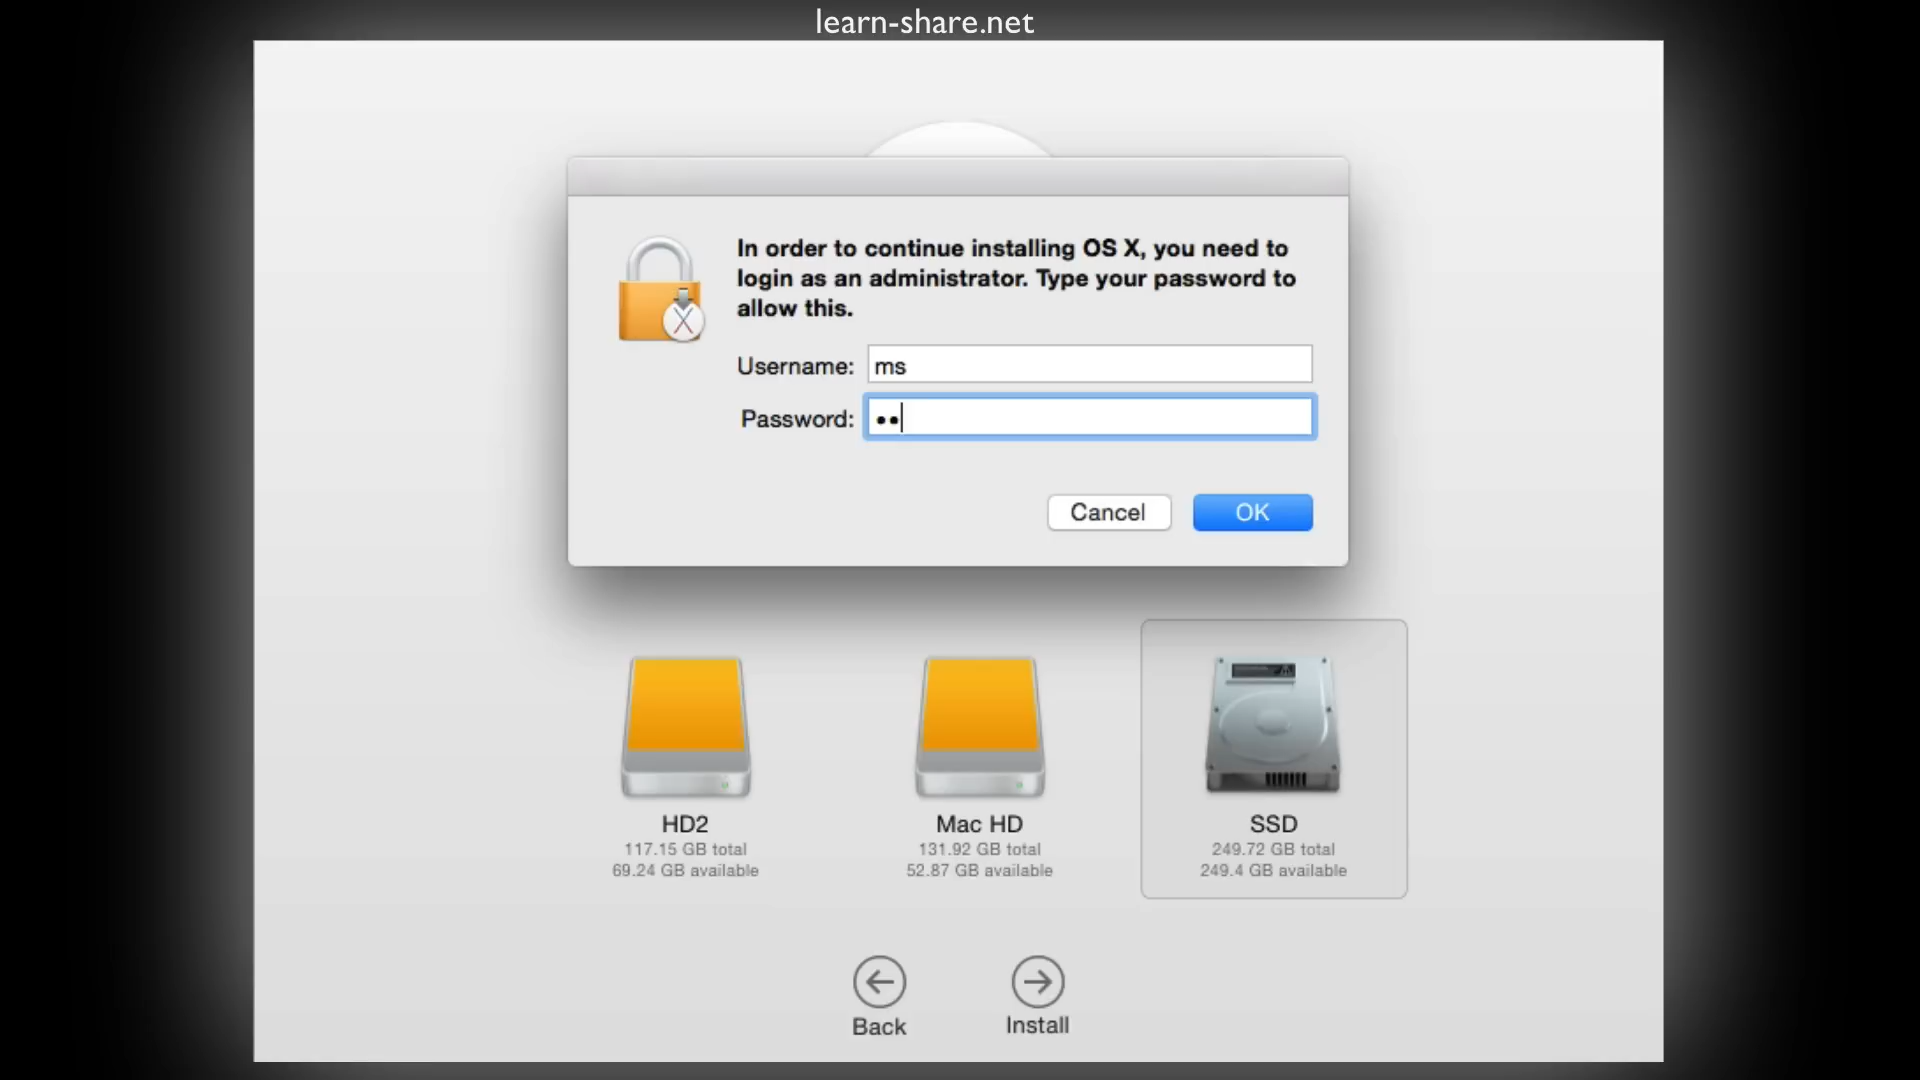 learn-share.net
In order to continue installing OS X, you need to
login as an administrator. Type your password to
allow this.
Username: ms
Password: ••
Cancel OK
HD2 Mac HD SSD
117.15 GB total 131.92 GB total 249.72 GB total
69.24 GB available 52.87 GB available 249.4 GB available
Back Install